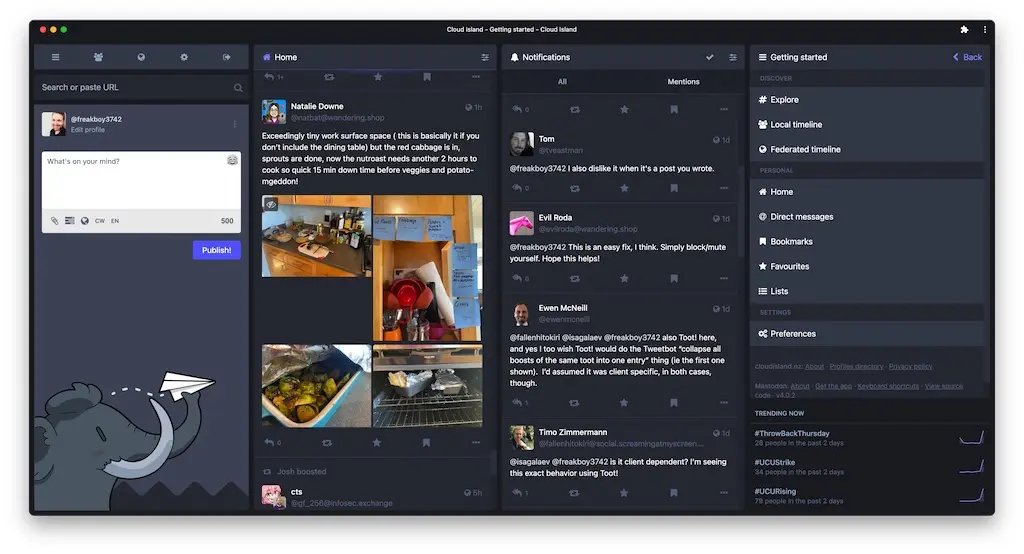 Cloud Island - Getting started - Cloud Island
Search or paste URL
@freakboy3742
Edit profile
What's on your mind?
CW EN 500
Publish!
Home
1+
Natalie Downe 1h
@natbat@wandering.shop
Exceedingly tiny work surface space ( this is basically it if you
don't include the dining table) but the red cabbage is in,
sprouts are done, now the nutroast needs another 2 hours to
cook so quick 15 min down time before veggies and potato-
mgeddon!
0
Josh boosted
cts 5h
@gf_256@infosec.exchange
Notifications
All Mentions
0
Tom 1d
@tveastman
@freakboy3742 I also dislike it when it's a post you wrote.
0
Evil Roda 1d
@evilroda@wandering.shop
@freakboy3742 This is an easy fix, I think. Simply block/mute
yourself. Hope this helps!
0
Ewen McNeill 1d
@ewenmcneill
@fallenhitokiri @isagalaev @freakboy3742 also Toot! here,
and yes I too wish Toot! would do the Tweetbot “collapse all
boosts of the same toot into one entry” thing (ie the first one
shown). I'd assumed it was client specific, in both cases,
though.
1
Timo Zimmermann 1d
@fallenhitokiri@social.screamingatmyscreen...
@isagalaev @freakboy3742 is it client dependent? I'm seeing
this exact behavior using Toot!
1
Getting started Back
DISCOVER
Explore
Local timeline
Federated timeline
PERSONAL
Home
Direct messages
Bookmarks
Favourites
Lists
SETTINGS
Preferences
cloudisland.nz: About · Profiles directory · Privacy policy
Mastodon: About · Get the app · Keyboard shortcuts · View source
code · v4.0.2
TRENDING NOW
#ThrowBackThursday
28 people in the past 2 days
#UCUStrike
34 people in the past 2 days
#UCURising
79 people in the past 2 days